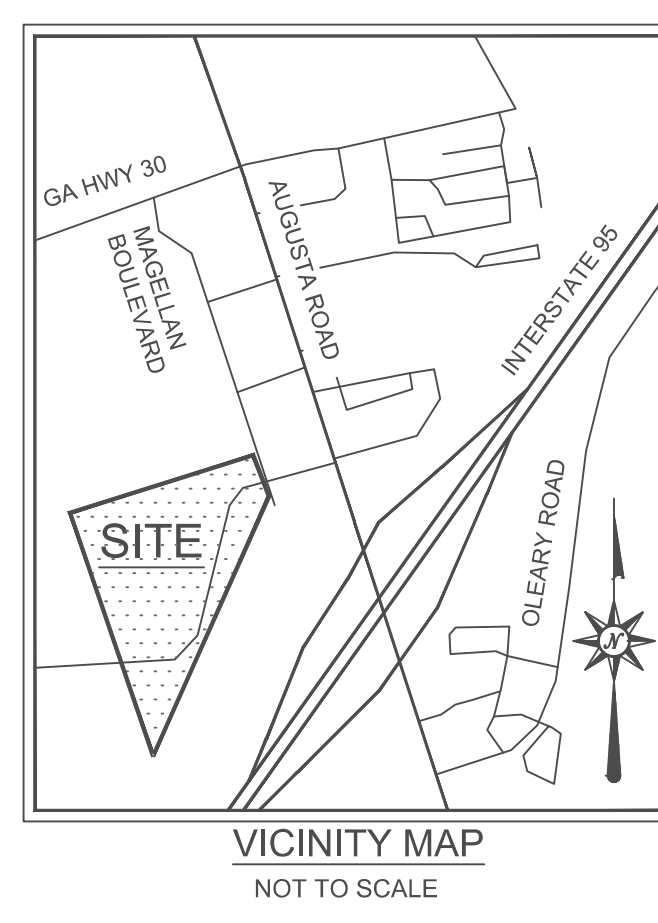 GA HWY 30
MAGELLAN
BOULEVARD
AUGUSTA ROAD
INTERSTATE 95
SITE
OLEARY ROAD
N
VICINITY MAP
NOT TO SCALE